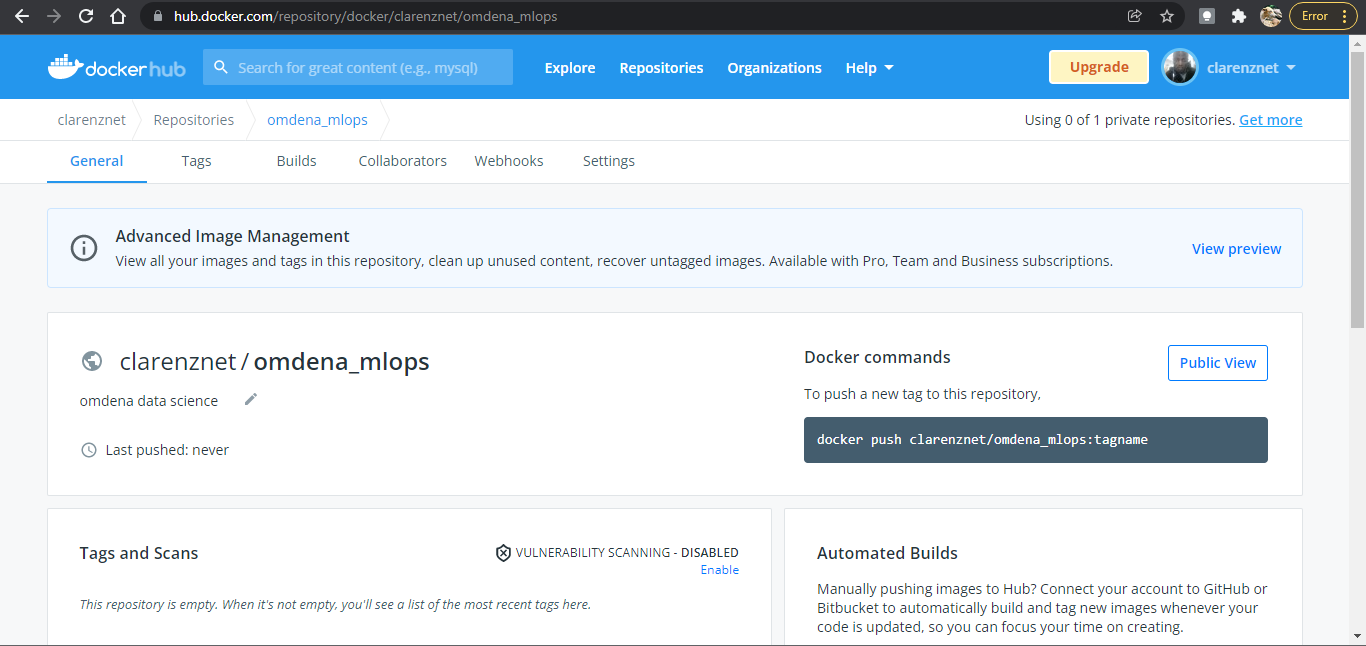 hub.docker.com/repository/docker/clarenznet/omdena_mlops
Error
dockerhub
Search for great content (e.g., mysql)
Explore
Repositories
Organizations
Help
Upgrade
clarenznet
clarenznet
Repositories
omdena_mlops
Using 0 of 1 private repositories. Get more
General
Tags
Builds
Collaborators
Webhooks
Settings
Advanced Image Management
View all your images and tags in this repository, clean up unused content, recover untagged images. Available with Pro, Team and Business subscriptions.
View preview
clarenznet / omdena_mlops
omdena data science
Last pushed: never
Docker commands
Public View
To push a new tag to this repository,
docker push clarenznet/omdena_mlops:tagname
Tags and Scans
VULNERABILITY SCANNING - DISABLED
Enable
This repository is empty. When it's not empty, you'll see a list of the most recent tags here.
Automated Builds
Manually pushing images to Hub? Connect your account to GitHub or
Bitbucket to automatically build and tag new images whenever your
code is updated, so you can focus your time on creating.